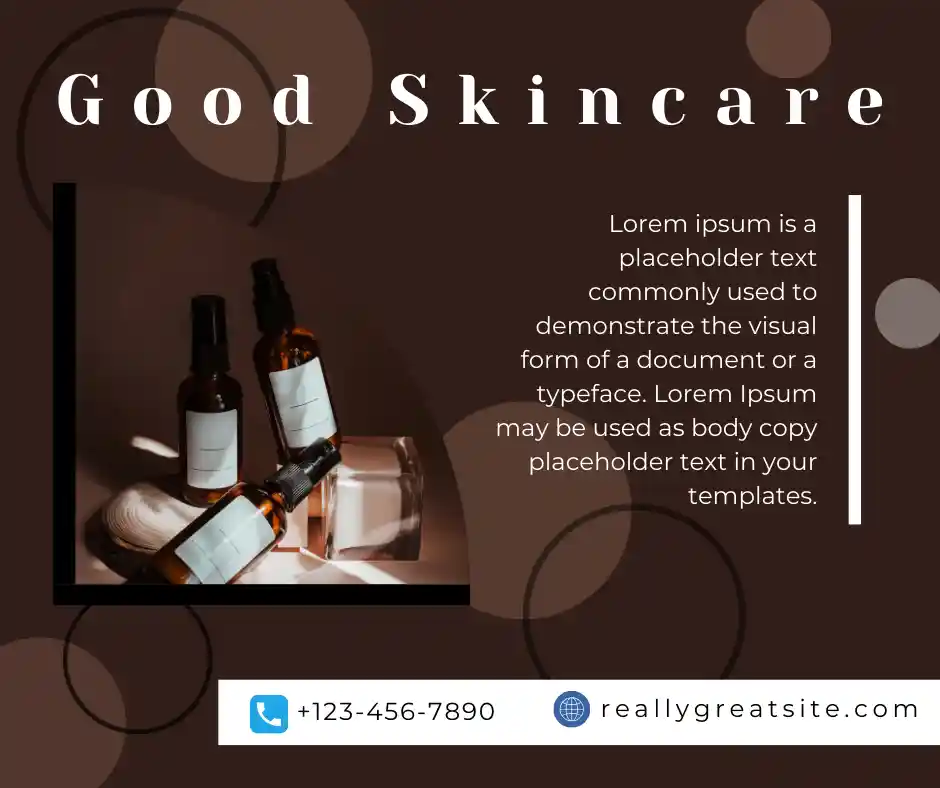 Good Skincare
Lorem ipsum is a
placeholder text
commonly used to
demonstrate the visual
form of a document or a
typeface. Lorem Ipsum
may be used as body copy
placeholder text in your
templates.
+123-456-7890
reallygreatsite.com